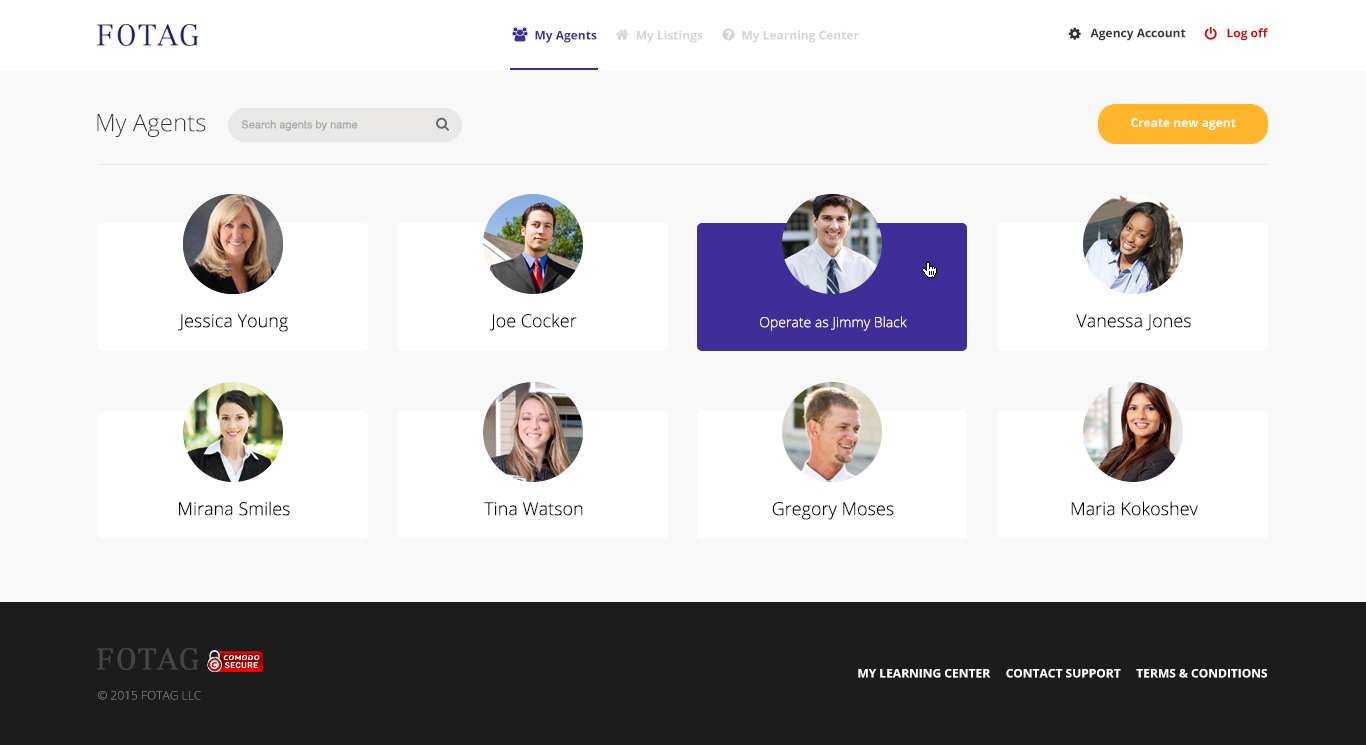 FOTAG
My Agents
My Listings
My Learning Center
Agency Account
Log off
My Agents
Search agents by name
Create new agent
Jessica Young
Joe Cocker
Operate as Jimmy Black
Vanessa Jones
Mirana Smiles
Tina Watson
Gregory Moses
Maria Kokoshev
FOTAG
COMODO
SECURE
© 2015 FOTAG LLC
MY LEARNING CENTER
CONTACT SUPPORT
TERMS & CONDITIONS